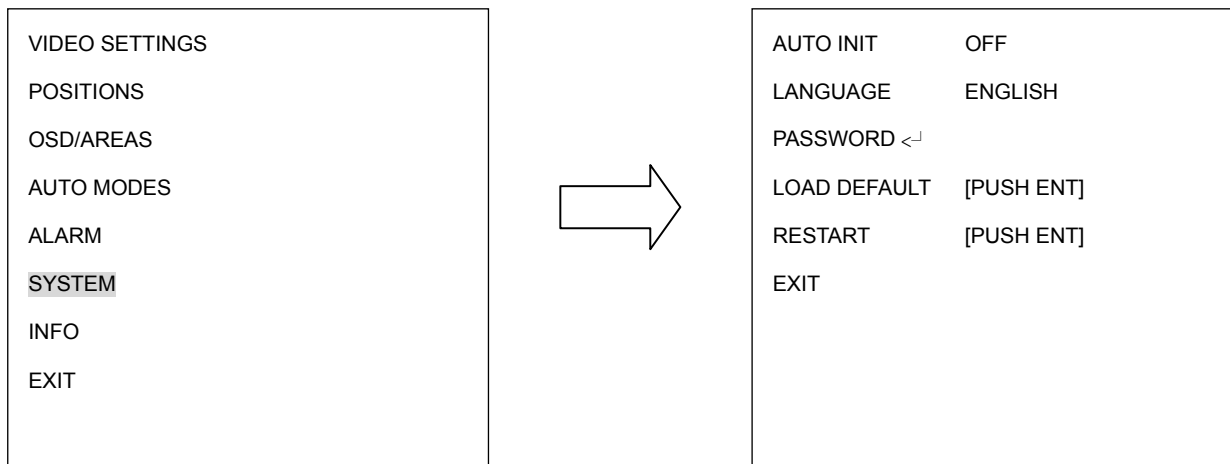 VIDEO SETTINGS
POSITIONS
OSD/AREAS
AUTO MODES
ALARM
SYSTEM
INFO
EXIT
AUTO INIT OFF
LANGUAGE ENGLISH
PASSWORD <┘
LOAD DEFAULT [PUSH ENT]
RESTART [PUSH ENT]
EXIT